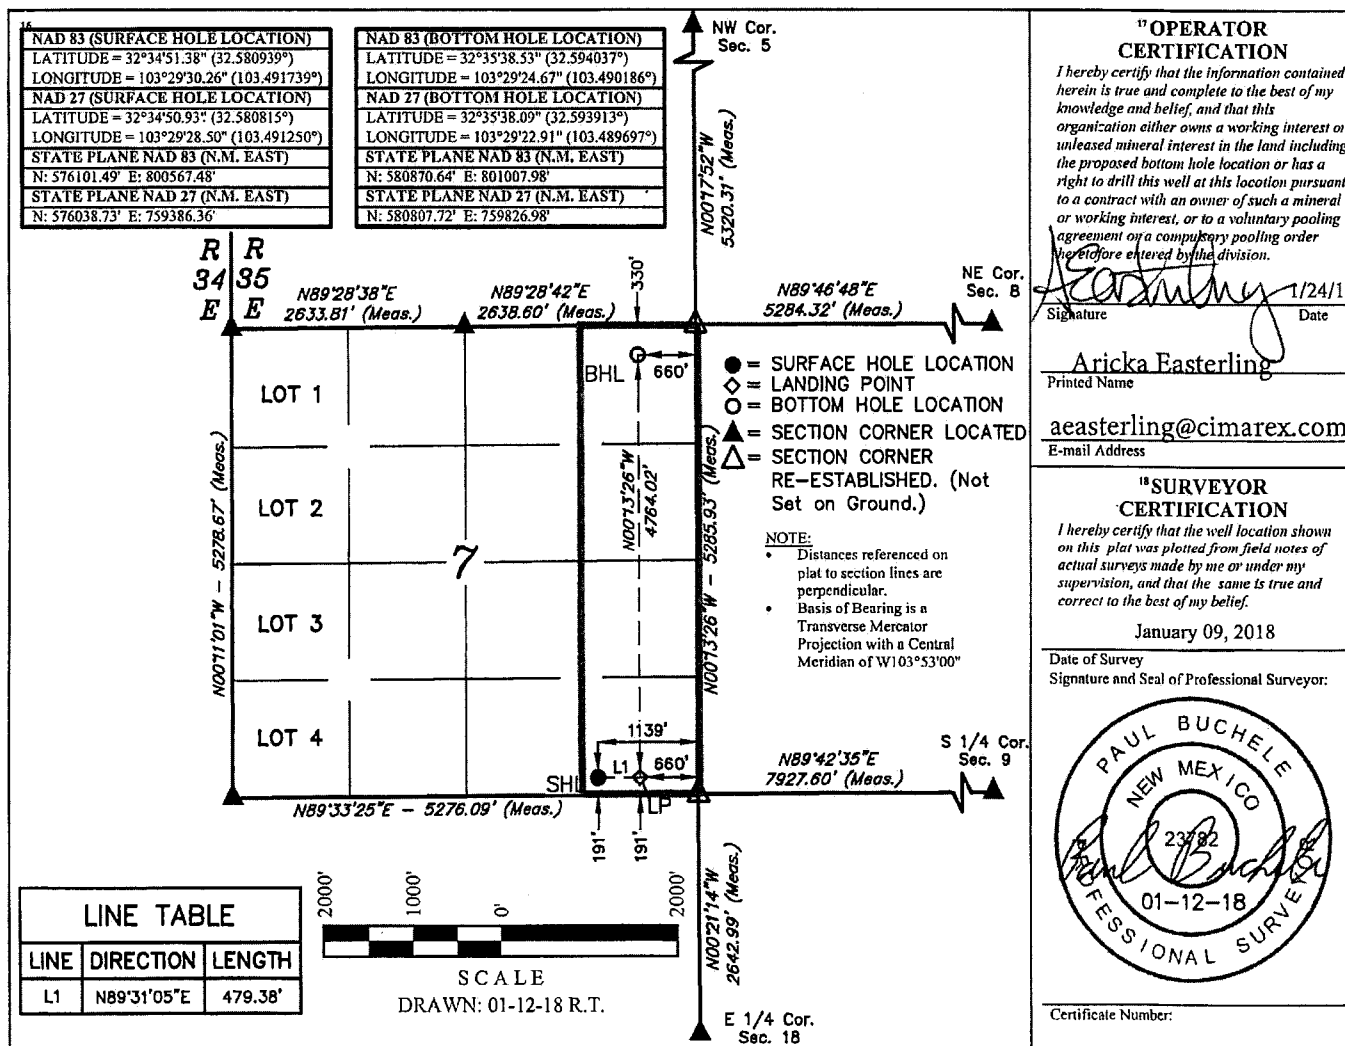 16
NAD 83 (SURFACE HOLE LOCATION)
LATITUDE = 32°34'51.38" (32.580939°)
LONGITUDE = 103°29'30.26" (103.491739°)
NAD 27 (SURFACE HOLE LOCATION)
LATITUDE = 32°34'50.93" (32.580815°)
LONGITUDE = 103°29'28.50" (103.491250°)
STATE PLANE NAD 83 (N.M. EAST)
N: 576101.49' E: 800567.48'
STATE PLANE NAD 27 (N.M. EAST)
N: 576038.73' E: 759386.36'
NAD 83 (BOTTOM HOLE LOCATION)
LATITUDE = 32°35'38.53" (32.594037°)
LONGITUDE = 103°29'24.67" (103.490186°)
NAD 27 (BOTTOM HOLE LOCATION)
LATITUDE = 32°35'38.09" (32.593913°)
LONGITUDE = 103°29'22.91" (103.489697°)
STATE PLANE NAD 83 (N.M. EAST)
N: 580870.64' E: 801007.98'
STATE PLANE NAD 27 (N.M. EAST)
N: 580807.72' E: 759826.98'
NW Cor.
Sec. 5
N00°17'52"W
5320.31' (Meas.)
R R
34 35
E E
N89°28'38"E
2633.81' (Meas.)
N89°28'42"E
2638.60' (Meas.)
330'
N89°46'48"E
5284.32' (Meas.)
NE Cor.
Sec. 8
BHL
660'
LOT 1
LOT 2
LOT 3
LOT 4
7
N00°11'01"W - 5278.67' (Meas.)
N00°13'26"W
4764.02'
N00°13'26"W - 5285.93' (Meas.)
= SURFACE HOLE LOCATION
= LANDING POINT
= BOTTOM HOLE LOCATION
= SECTION CORNER LOCATED
= SECTION CORNER
RE-ESTABLISHED. (Not
Set on Ground.)
NOTE:
• Distances referenced on
plat to section lines are
perpendicular.
• Basis of Bearing is a
Transverse Mercator
Projection with a Central
Meridian of W103°53'00"
1139'
L1
660'
SHL
LP
191'
191'
N89°33'25"E - 5276.09' (Meas.)
N89°42'35"E
7927.60' (Meas.)
S 1/4 Cor.
Sec. 9
N00°21'14"W
2642.99' (Meas.)
E 1/4 Cor.
Sec. 18
LINE TABLE
LINE DIRECTION LENGTH
L1 N89°31'05"E 479.38'
2000' 1000' 0' 2000'
SCALE
DRAWN: 01-12-18 R.T.
17 OPERATOR
CERTIFICATION
I hereby certify that the information contained
herein is true and complete to the best of my
knowledge and belief, and that this
organization either owns a working interest or
unleased mineral interest in the land including
the proposed bottom hole location or has a
right to drill this well at this location pursuant
to a contract with an owner of such a mineral
or working interest, or to a voluntary pooling
agreement or a compulsory pooling order
heretofore entered by the division.
AEasterling 1/24/1
Signature Date
Aricka Easterling
Printed Name
aeasterling@cimarex.com
E-mail Address
18 SURVEYOR
CERTIFICATION
I hereby certify that the well location shown
on this plat was plotted from field notes of
actual surveys made by me or under my
supervision, and that the same is true and
correct to the best of my belief.
January 09, 2018
Date of Survey
Signature and Seal of Professional Surveyor:
PAUL BUCHELE
NEW MEXICO
23782
Paul Buchele
01-12-18
PROFESSIONAL SURVEYOR
Certificate Number: